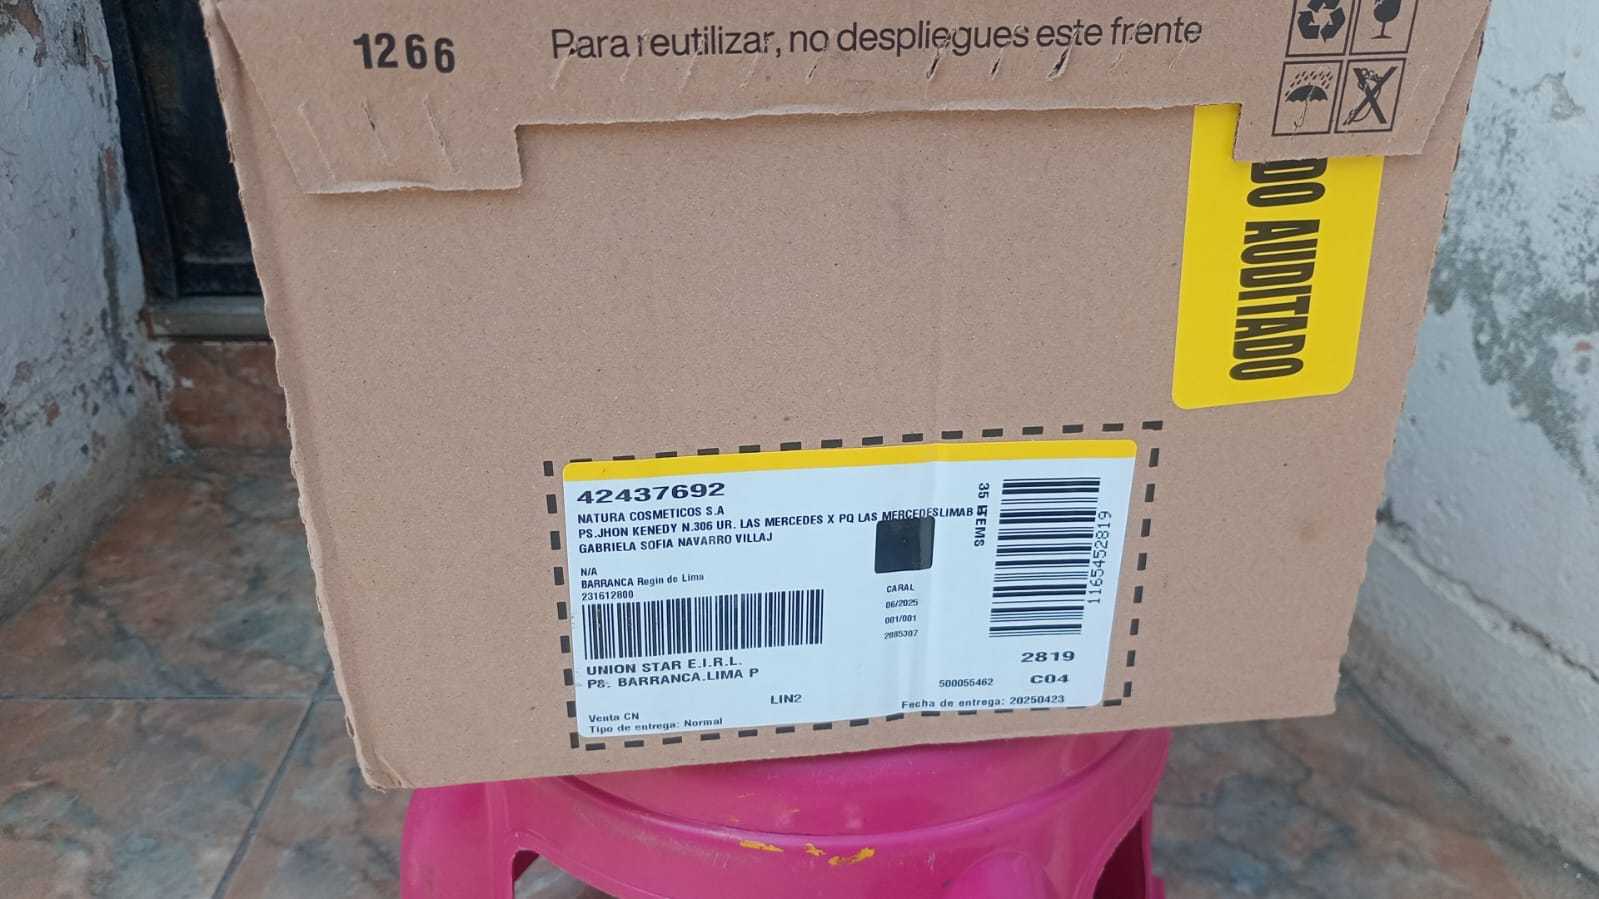 1266
Para reutilizar, no despliegues este frente
DO AUDITADO
42437692
NATURA COSMETICOS S.A
PS.JHON KENEDY N.306 UR. LAS MERCEDES X PQ LAS MERCEDESLIMAB
GABRIELA SOFIA NAVARRO VILLAJ
N/A
BARRANCA Regin de Lima
231612800
UNION STAR E.I.R.L.
BARRANCA.LIMA P
LIN2
Venta CN
Tipo de entrega: Normal
CARAL
06/2025
001/001
2085307
35 ITEMS
1165452819
2819
500055462
C04
Fecha de entrega: 20250423